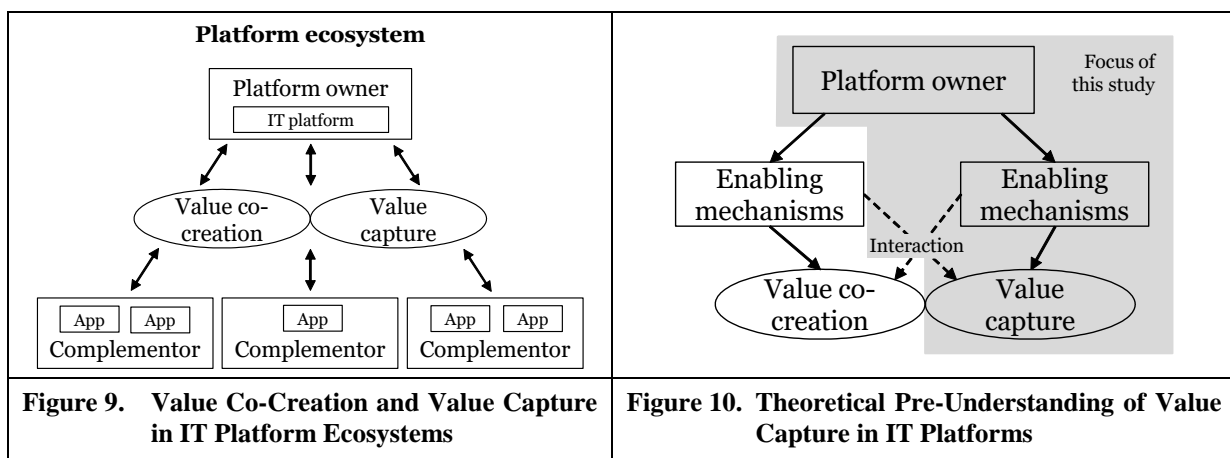 Platform ecosystem
Platform owner
IT platform
Value co-
creation
Value
capture
App
App
Complementor
App
Complementor
App
App
Complementor
Figure 9. Value Co-Creation and Value Capture
in IT Platform Ecosystems
Focus of
this study
Platform owner
Enabling
mechanisms
Enabling
mechanisms
Interaction
Value co-
creation
Value
capture
Figure 10. Theoretical Pre-Understanding of Value
Capture in IT Platforms